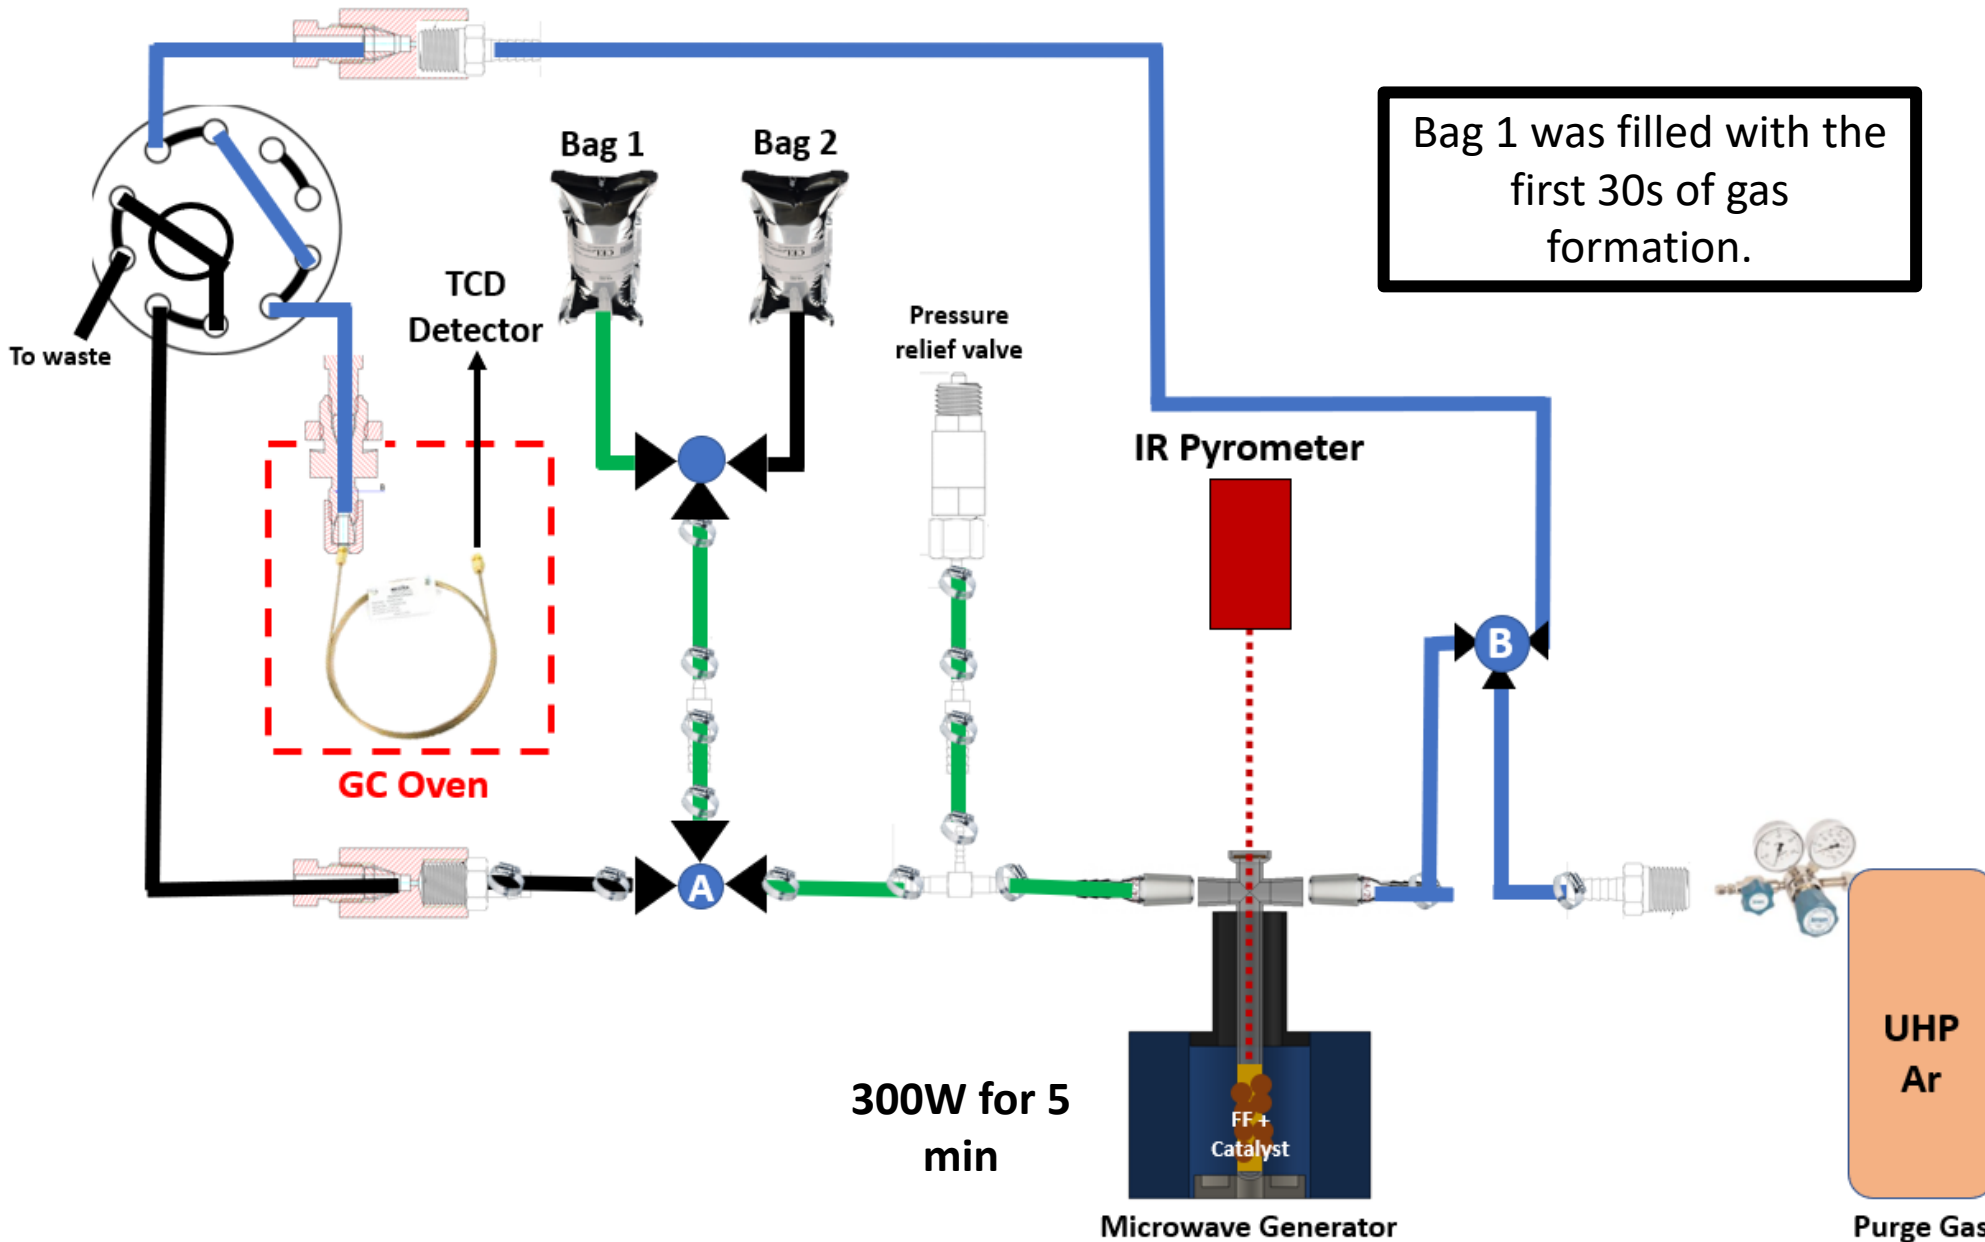 Bag 1 was filled with the
first 30s of gas
formation.
Bag 1
Bag 2
TCD
Detector
To waste
Pressure
relief valve
IR Pyrometer
B
GC Oven
A
UHP
Ar
300W for 5
min
FF +
Catalyst
Microwave Generator
Purge Gas